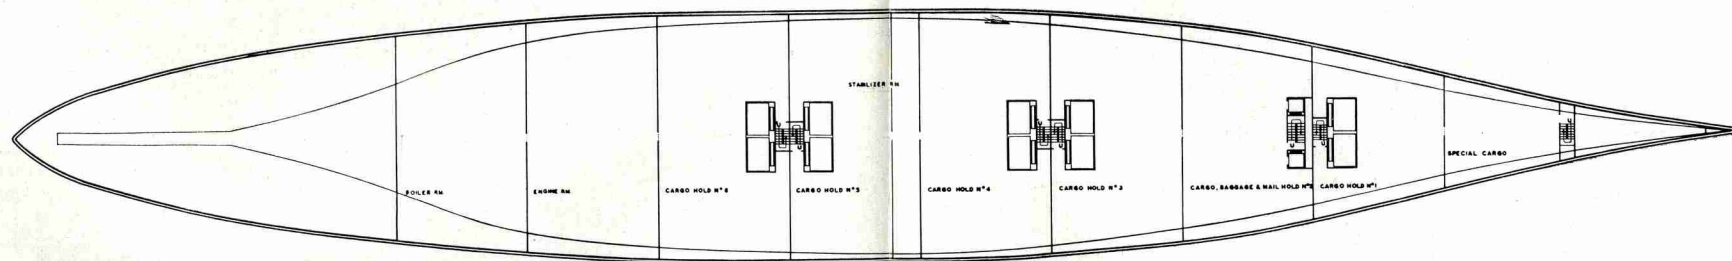 STABILIZER RM.
BOILER RM.
ENGINE RM.
CARGO HOLD Nº 6
CARGO HOLD Nº 5
CARGO HOLD Nº 4
CARGO HOLD Nº 3
CARGO, BAGGAGE & MAIL HOLD Nº 2
CARGO HOLD Nº 1
SPECIAL CARGO